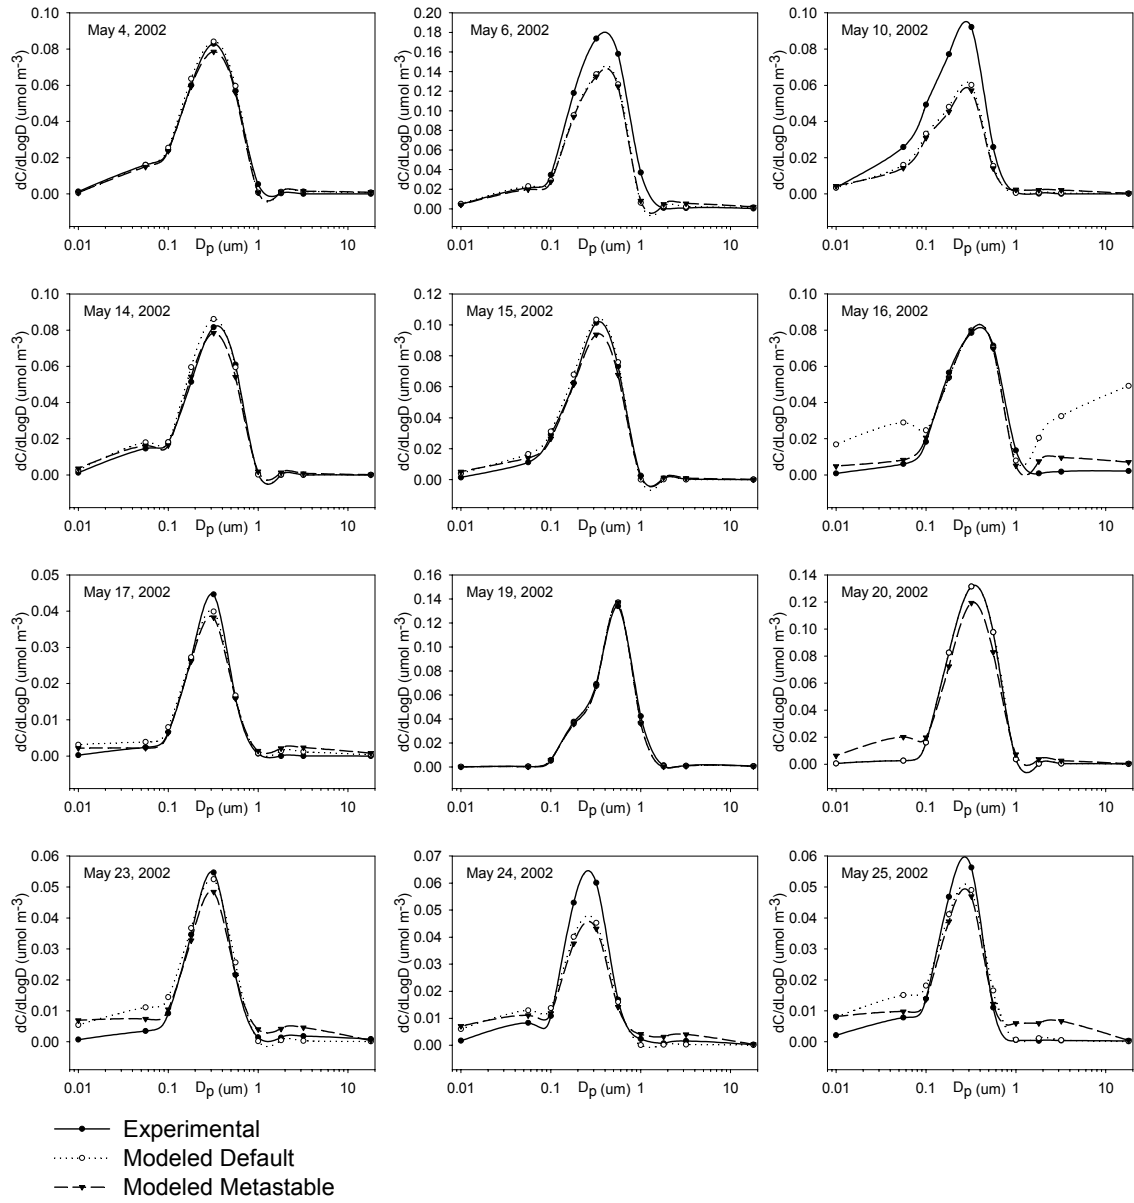 May 4, 2002
dC/dLogD (umol m-3)
0.10
0.08
0.06
0.04
0.02
0.00
0.01 0.1 1 10
Dp (um)
May 6, 2002
dC/dLogD (umol m-3)
0.20
0.18
0.16
0.14
0.12
0.10
0.08
0.06
0.04
0.02
0.00
0.01 0.1 1 10
Dp (um)
May 10, 2002
dC/dLogD (umol m-3)
0.08
0.06
0.04
0.02
0.00
0.01 0.1 1 10
Dp (um)
May 14, 2002
dC/dLogD (umol m-3)
0.10
0.08
0.06
0.04
0.02
0.00
0.01 0.1 1 10
Dp (um)
May 15, 2002
dC/dLogD (umol m-3)
0.12
0.10
0.08
0.06
0.04
0.02
0.00
0.01 0.1 1 10
Dp (um)
May 16, 2002
dC/dLogD (umol m-3)
0.10
0.08
0.06
0.04
0.02
0.00
0.01 0.1 1 10
Dp (um)
May 17, 2002
dC/dLogD (umol m-3)
0.05
0.04
0.03
0.02
0.01
0.00
0.01 0.1 1 10
Dp (um)
May 19, 2002
dC/dLogD (umol m-3)
0.16
0.14
0.12
0.10
0.08
0.06
0.04
0.02
0.00
0.01 0.1 1 10
Dp (um)
May 20, 2002
dC/dLogD (umol m-3)
0.14
0.12
0.10
0.08
0.06
0.04
0.02
0.00
0.01 0.1 1 10
Dp (um)
May 23, 2002
dC/dLogD (umol m-3)
0.06
0.05
0.04
0.03
0.02
0.01
0.00
0.01 0.1 1 10
Dp (um)
May 24, 2002
dC/dLogD (umol m-3)
0.07
0.06
0.05
0.04
0.03
0.02
0.01
0.00
0.01 0.1 1 10
Dp (um)
May 25, 2002
dC/dLogD (umol m-3)
0.06
0.05
0.04
0.03
0.02
0.01
0.00
0.01 0.1 1 10
Dp (um)
Experimental
Modeled Default
Modeled Metastable